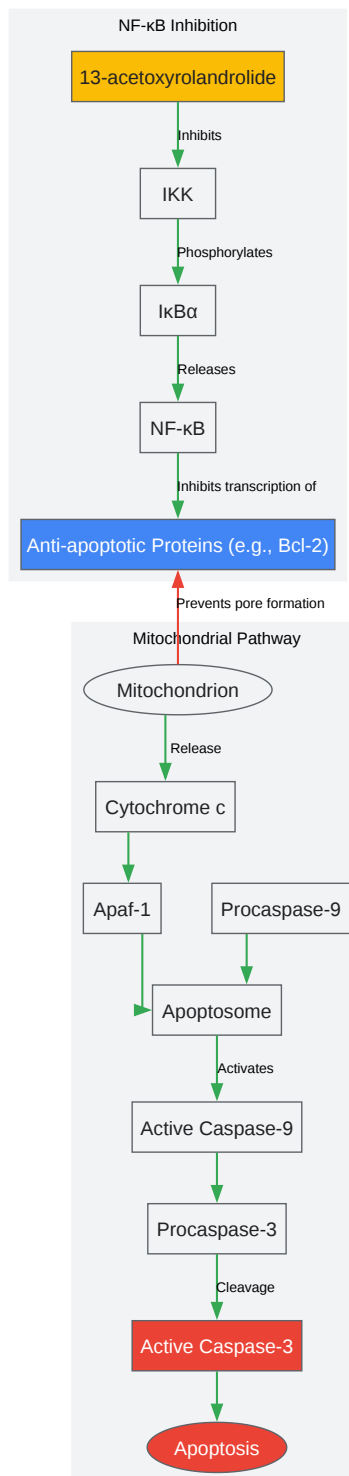 NF-κB Inhibition
13-acetoxyrolandrolide
Inhibits
IKK
Phosphorylates
IκBα
Releases
NF-κB
Inhibits transcription of
Anti-apoptotic Proteins (e.g., Bcl-2)
Prevents pore formation
Mitochondrial Pathway
Mitochondrion
Release
Cytochrome c
Apaf-1
Procaspase-9
Apoptosome
Activates
Active Caspase-9
Procaspase-3
Cleavage
Active Caspase-3
Apoptosis